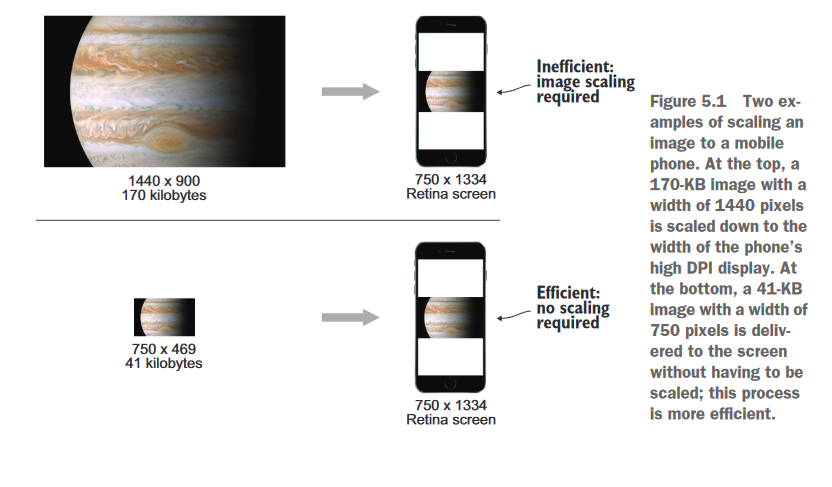 1440 x 900
170 kilobytes
750 x 1334
Retina screen
Inefficient:
image scaling
required
750 x 469
41 kilobytes
750 x 1334
Retina screen
Efficient:
no scaling
required
Figure 5.1 Two ex-
amples of scaling an
image to a mobile
phone. At the top, a
170-KB image with a
width of 1440 pixels
is scaled down to the
width of the phone's
high DPI display. At
the bottom, a 41-KB
image with a width of
750 pixels is deliv-
ered to the screen
without having to be
scaled; this process
is more efficient.